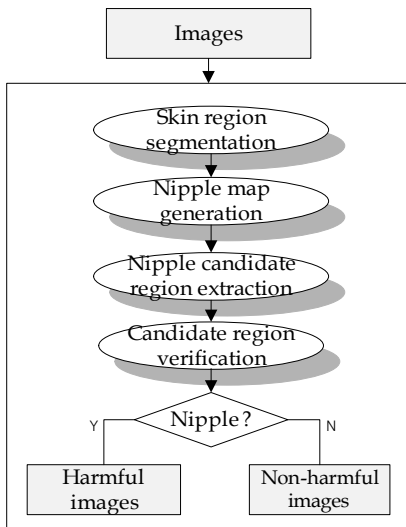 Images
Skin region
segmentation
Nipple map
generation
Nipple candidate
region extraction
Candidate region
verification
Nipple?
Y
N
Harmful
images
Non-harmful
images